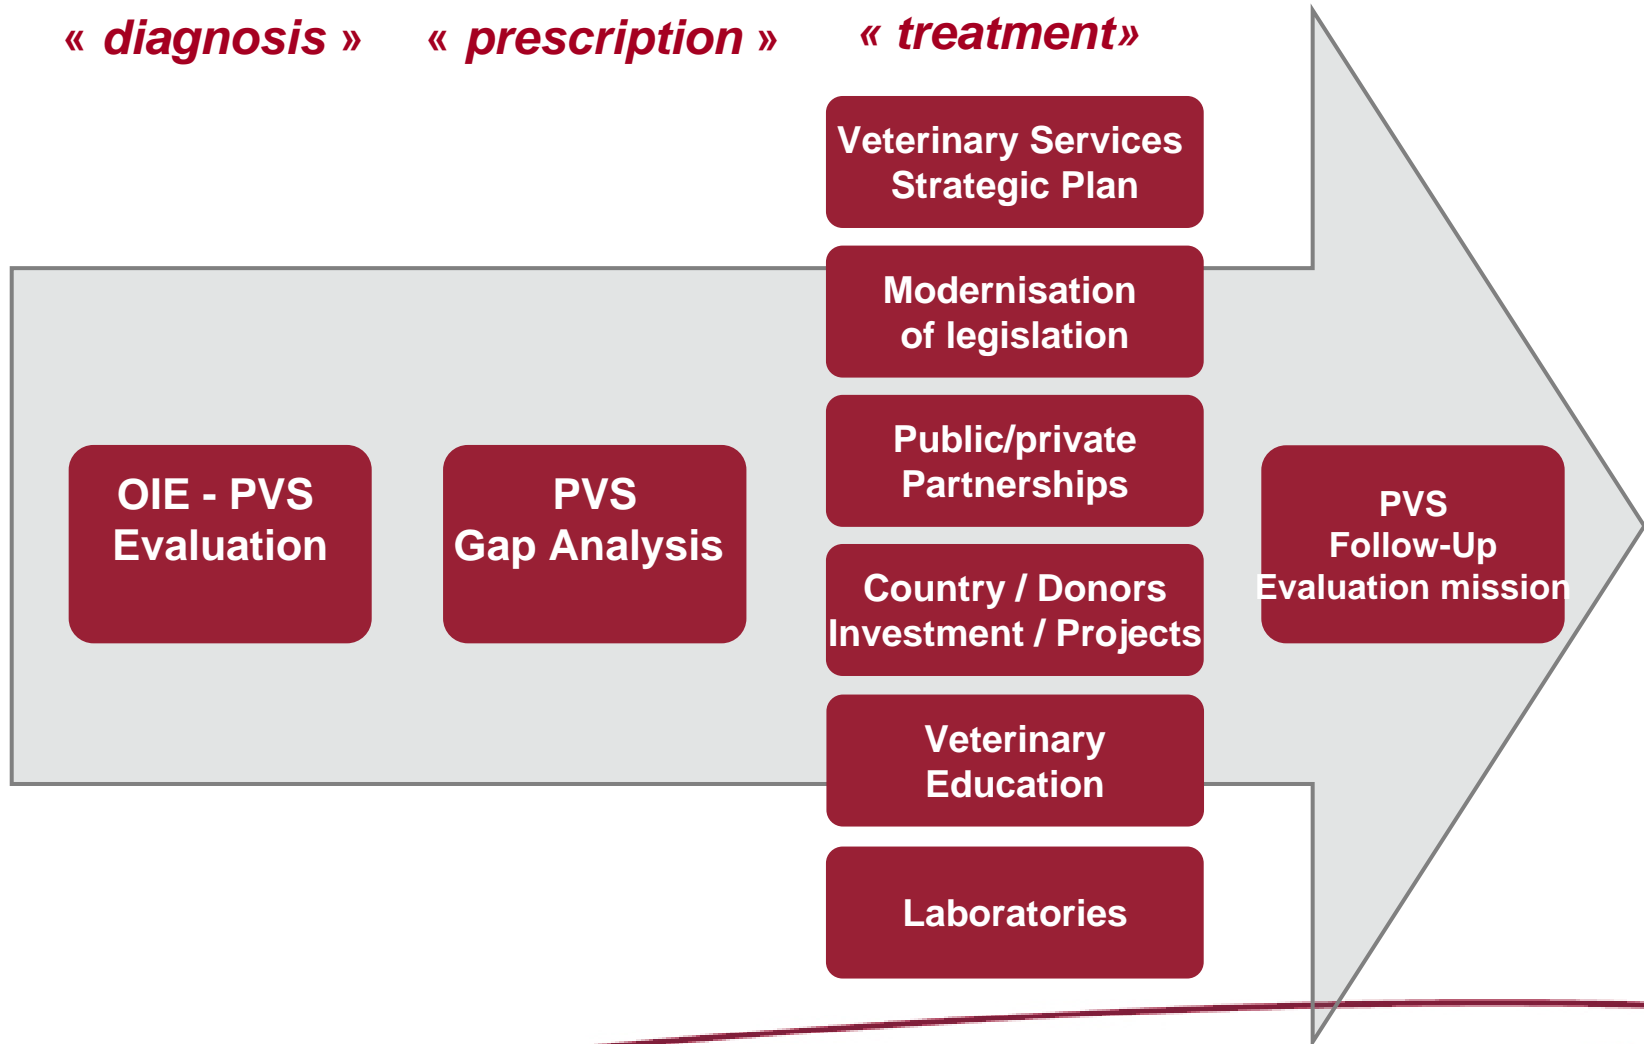 « diagnosis »
« prescription »
« treatment»
OIE - PVS
Evaluation
PVS
Gap Analysis
Veterinary Services
Strategic Plan
Modernisation
of legislation
Public/private
Partnerships
Country / Donors
Investment / Projects
Veterinary
Education
Laboratories
PVS
Follow-Up
Evaluation mission